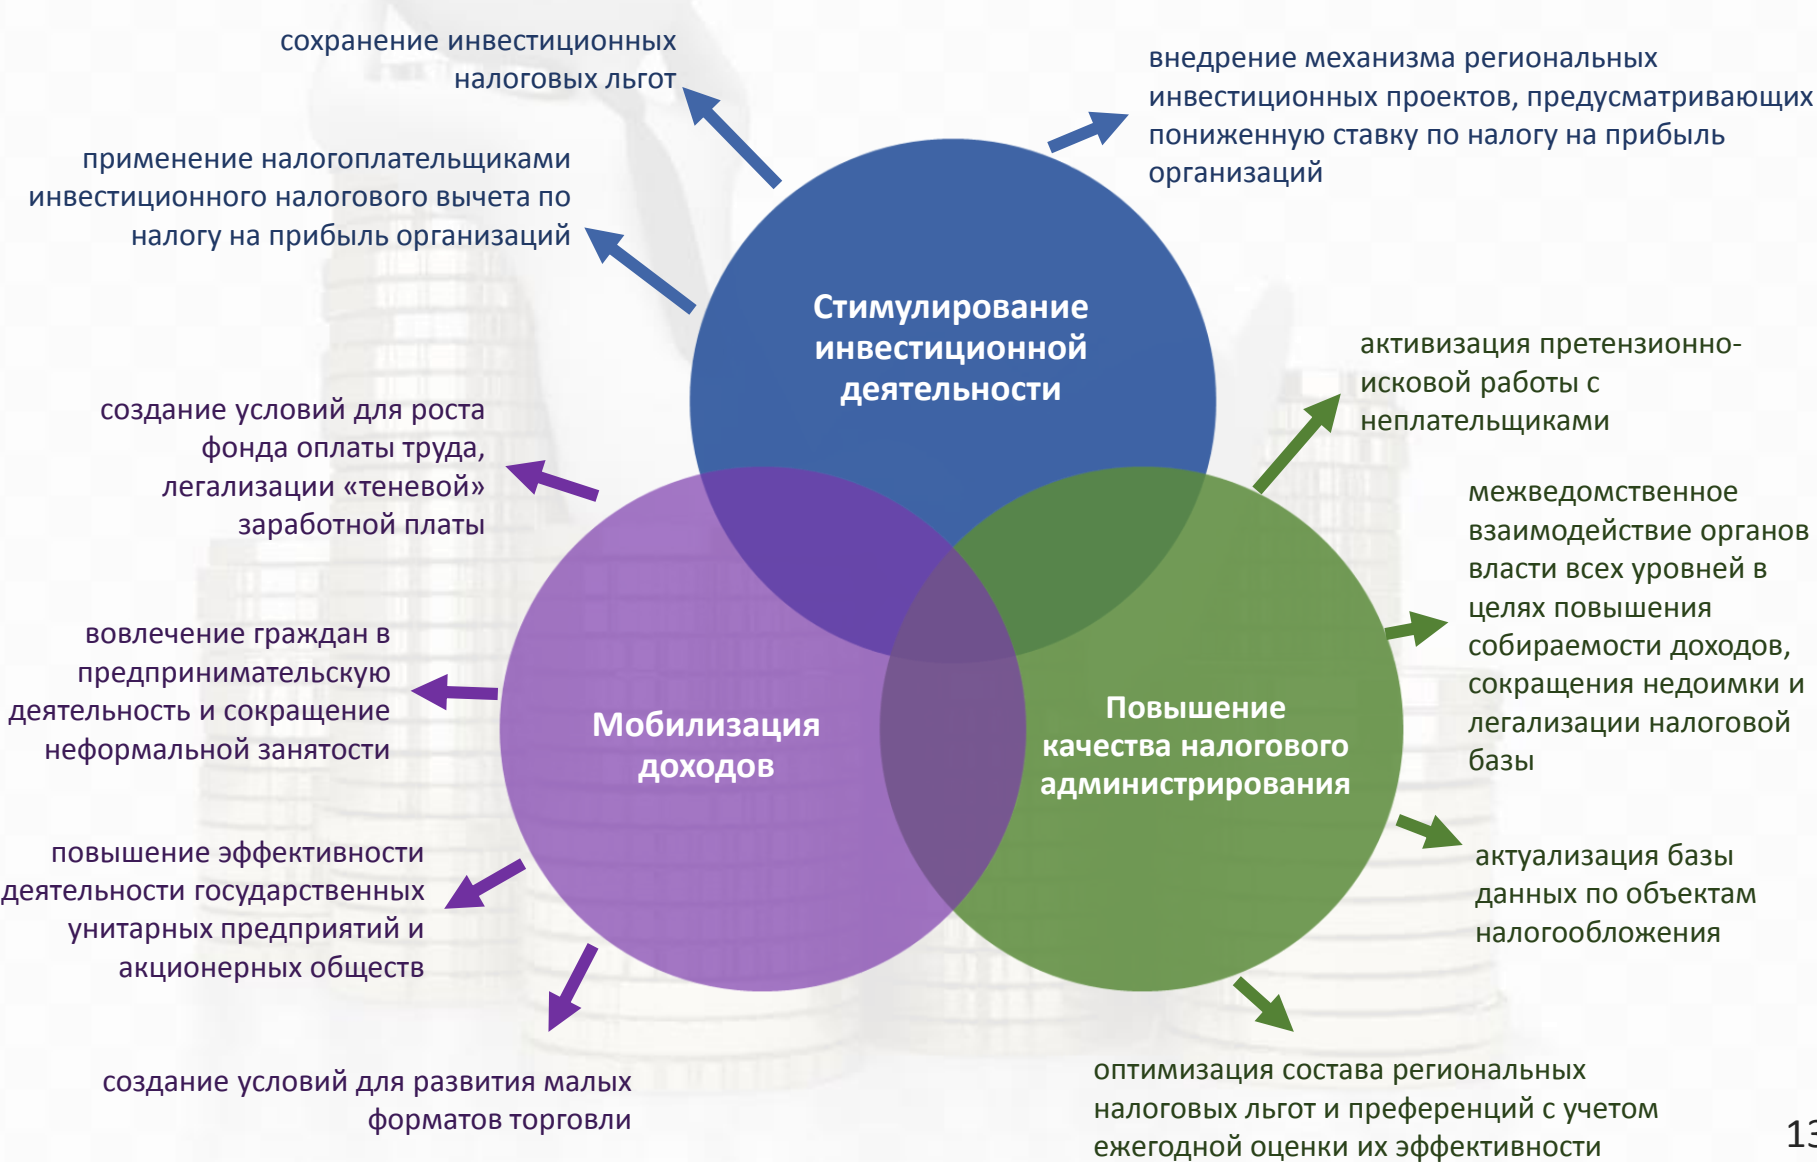 сохранение инвестиционных
налоговых льгот
внедрение механизма региональных
инвестиционных проектов, предусматривающих
пониженную ставку по налогу на прибыль
организаций
применение налогоплательщиками
инвестиционного налогового вычета по
налогу на прибыль организаций
Стимулирование
инвестиционной
деятельности
активизация претензионно-
исковой работы с
неплательщиками
создание условий для роста
фонда оплаты труда,
легализации «теневой»
заработной платы
межведомственное
взаимодействие органов
власти всех уровней в
целях повышения
собираемости доходов,
сокращения недоимки и
легализации налоговой
базы
вовлечение граждан в
предпринимательскую
деятельность и сокращение
неформальной занятости
Мобилизация
доходов
Повышение
качества налогового
администрирования
повышение эффективности
деятельности государственных
унитарных предприятий и
акционерных обществ
актуализация базы
данных по объектам
налогообложения
создание условий для развития малых
форматов торговли
оптимизация состава региональных
налоговых льгот и преференций с учетом
ежегодной оценки их эффективности
13